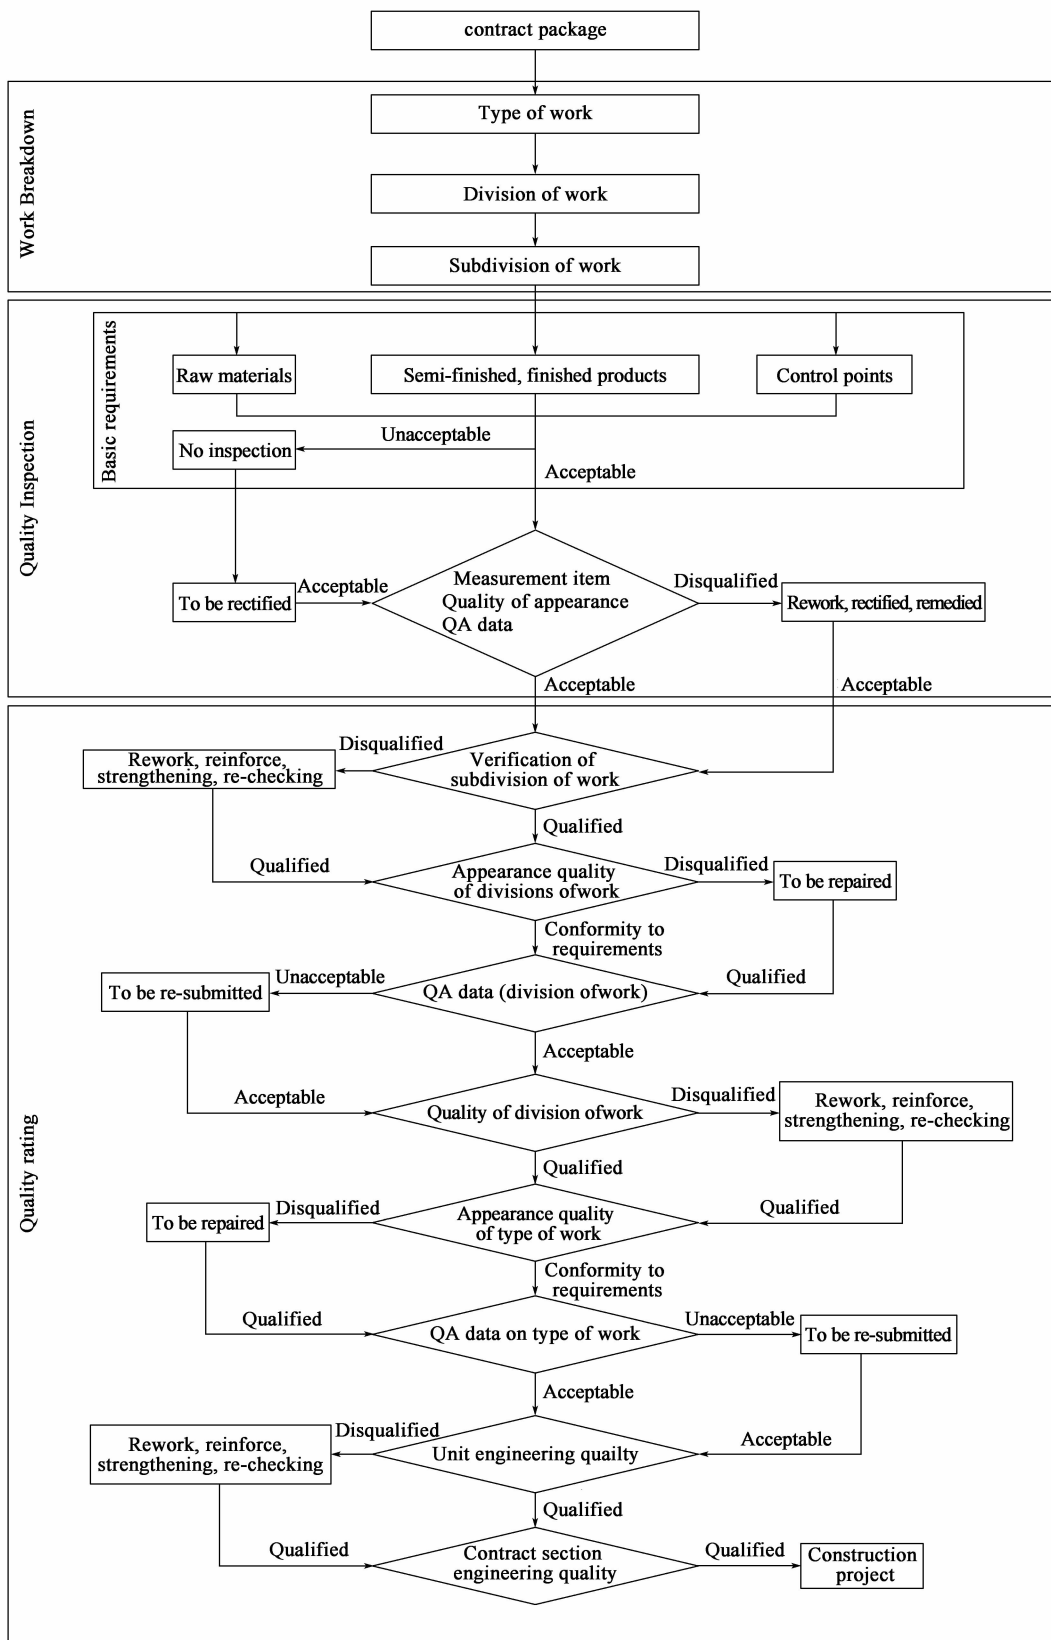 contract package
Work Breakdown
Type of work
Division of work
Subdivision of work
Quality Inspection
Basic requirements
Raw materials
Semi-finished, finished products
Control points
Unacceptable
No inspection
Acceptable
To be rectified
Acceptable
Measurement item
Quality of appearance
QA data
Disqualified
Rework, rectified, remedied
Acceptable
Acceptable
Quality rating
Rework, reinforce,
strengthening, re-checking
Disqualified
Verification of
subdivision of work
Qualified
Qualified
Appearance quality
of divisions ofwork
Disqualified
To be repaired
Conformity to
requirements
To be re-submitted
Unacceptable
QA data (division ofwork)
Qualified
Acceptable
Acceptable
Quality of division ofwork
Disqualified
Rework, reinforce,
strengthening, re-checking
Qualified
To be repaired
Disqualified
Appearance quality
of type of work
Qualified
Conformity to
requirements
Qualified
QA data on type of work
Unacceptable
To be re-submitted
Acceptable
Rework, reinforce,
strengthening, re-checking
Disqualified
Unit engineering quailty
Acceptable
Qualified
Qualified
Contract section
engineering quality
Qualified
Construction
project